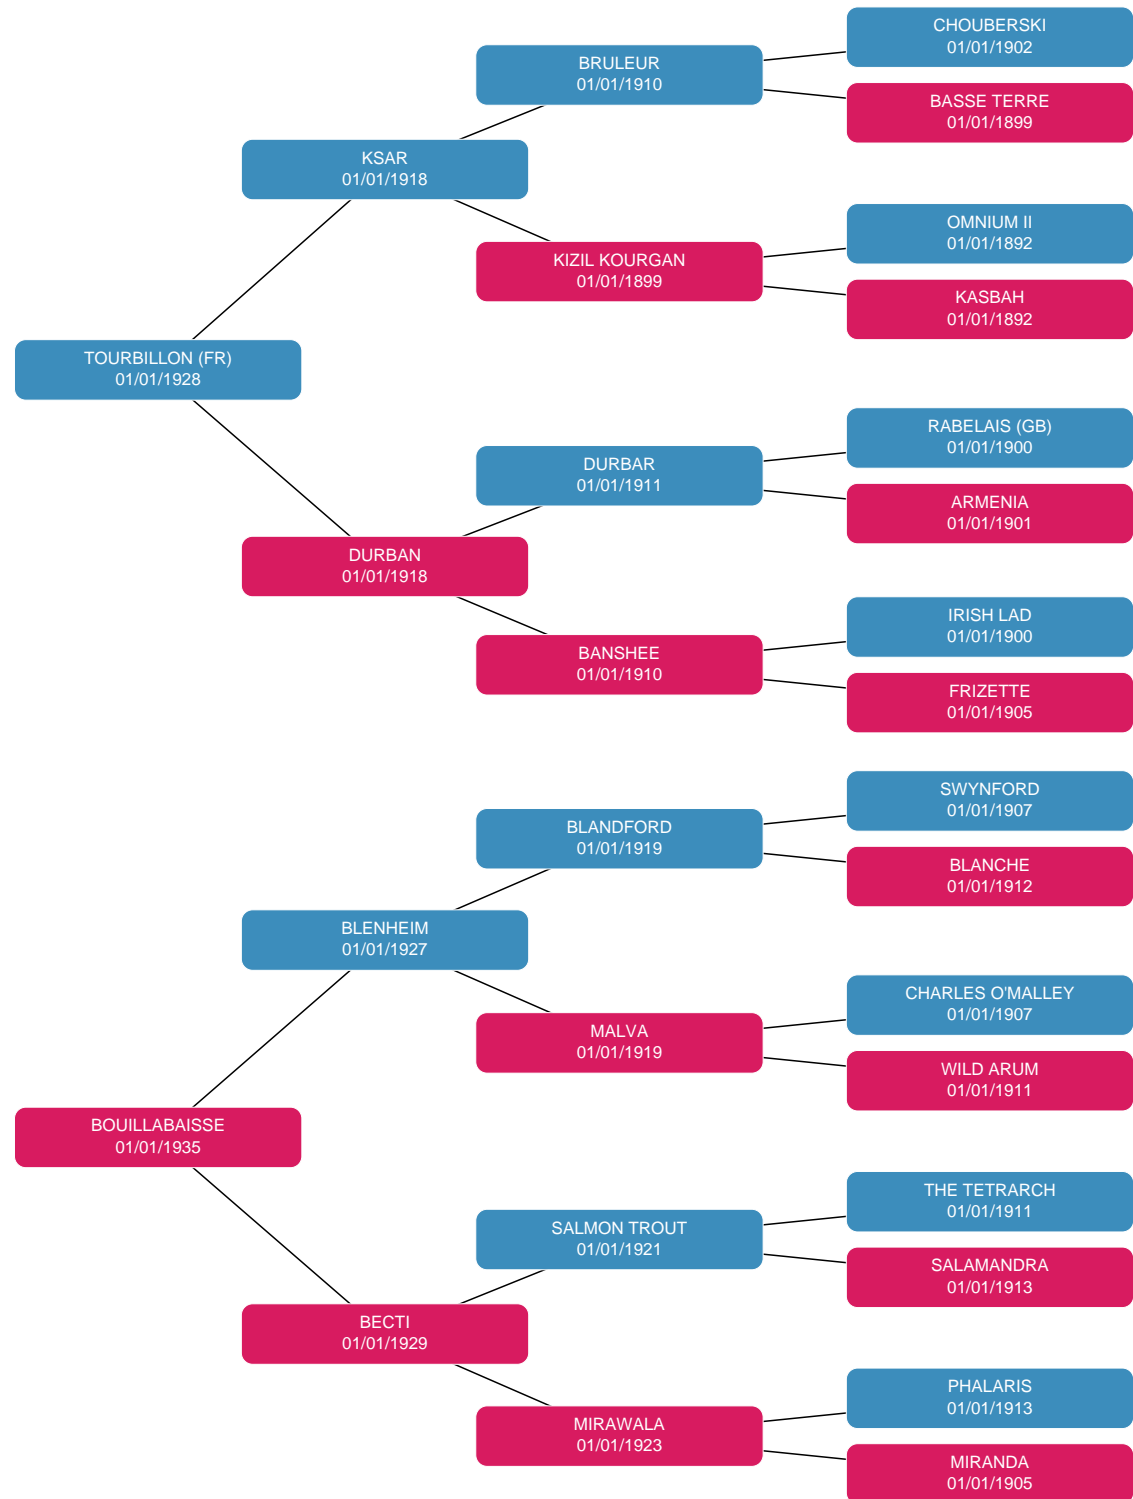 CHOUBERSKI
01/01/1902
BRULEUR
01/01/1910
BASSE TERRE
01/01/1899
KSAR
01/01/1918
OMNIUM II
01/01/1892
KIZIL KOURGAN
01/01/1899
KASBAH
01/01/1892
TOURBILLON (FR)
01/01/1928
RABELAIS (GB)
01/01/1900
DURBAR
01/01/1911
ARMENIA
01/01/1901
DURBAN
01/01/1918
IRISH LAD
01/01/1900
BANSHEE
01/01/1910
FRIZETTE
01/01/1905
SWYNFORD
01/01/1907
BLANDFORD
01/01/1919
BLANCHE
01/01/1912
BLENHEIM
01/01/1927
CHARLES O'MALLEY
01/01/1907
MALVA
01/01/1919
WILD ARUM
01/01/1911
BOUILLABAISSE
01/01/1935
THE TETRARCH
01/01/1911
SALMON TROUT
01/01/1921
SALAMANDRA
01/01/1913
BECTI
01/01/1929
PHALARIS
01/01/1913
MIRAWALA
01/01/1923
MIRANDA
01/01/1905